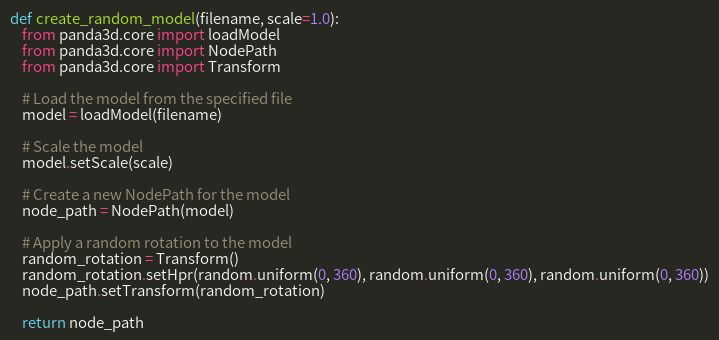 def create_random_model(filename, scale=1.0):
    from panda3d.core import loadModel
    from panda3d.core import NodePath
    from panda3d.core import Transform

    # Load the model from the specified file
    model = loadModel(filename)

    # Scale the model
    model.setScale(scale)

    # Create a new NodePath for the model
    node_path = NodePath(model)

    # Apply a random rotation to the model
    random_rotation = Transform()
    random_rotation.setHpr(random.uniform(0, 360), random.uniform(0, 360), random.uniform(0, 360))
    node_path.setTransform(random_rotation)

    return node_path